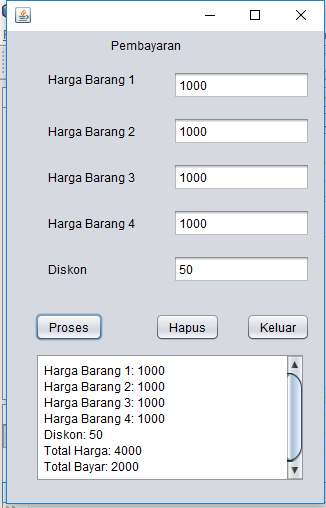 Pembayaran
Harga Barang 1 1000
Harga Barang 2 1000
Harga Barang 3 1000
Harga Barang 4 1000
Diskon 50
Proses Hapus Keluar
Harga Barang 1: 1000
Harga Barang 2: 1000
Harga Barang 3: 1000
Harga Barang 4: 1000
Diskon: 50
Total Harga: 4000
Total Bayar: 2000